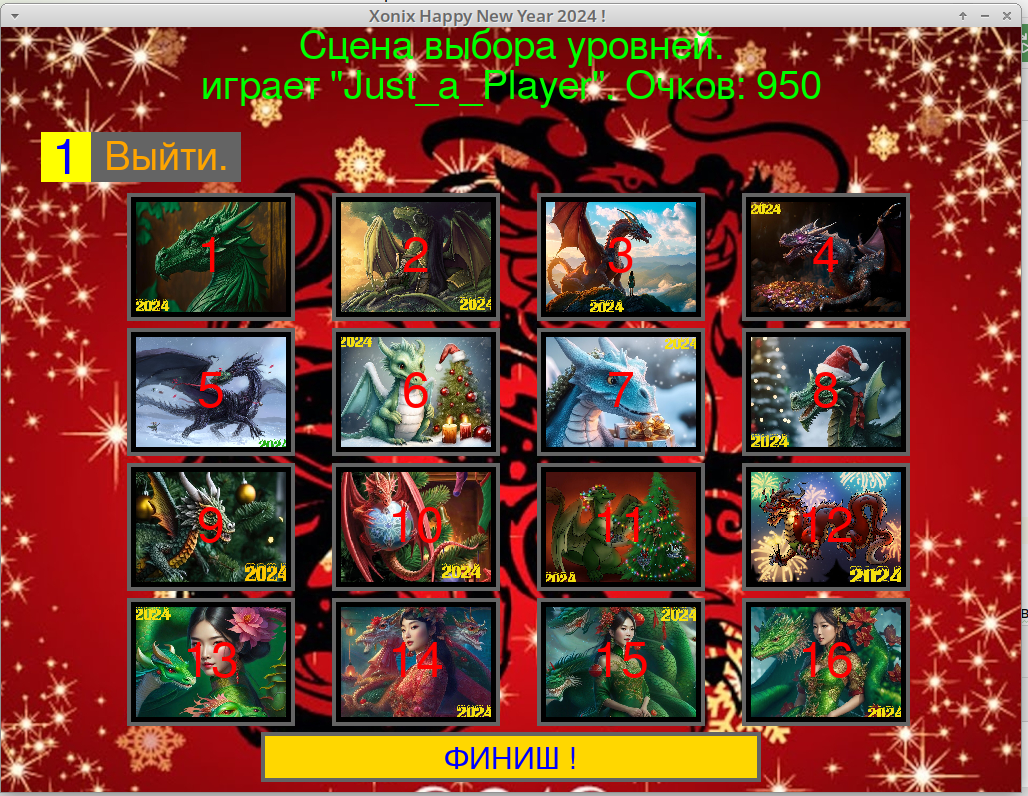 Xonix Happy New Year 2024 !
Сцена выбора уровней.
играет "Just_a_Player". Очков: 950
1 Выйти.
1 2 3 4
2024 2024 2024 2024
5 6 7 8
2024 2024 2024 2024
9 10 11 12
2024 2024 2024 2024
13 14 15 16
2024 2024 2024 2024
ФИНИШ !